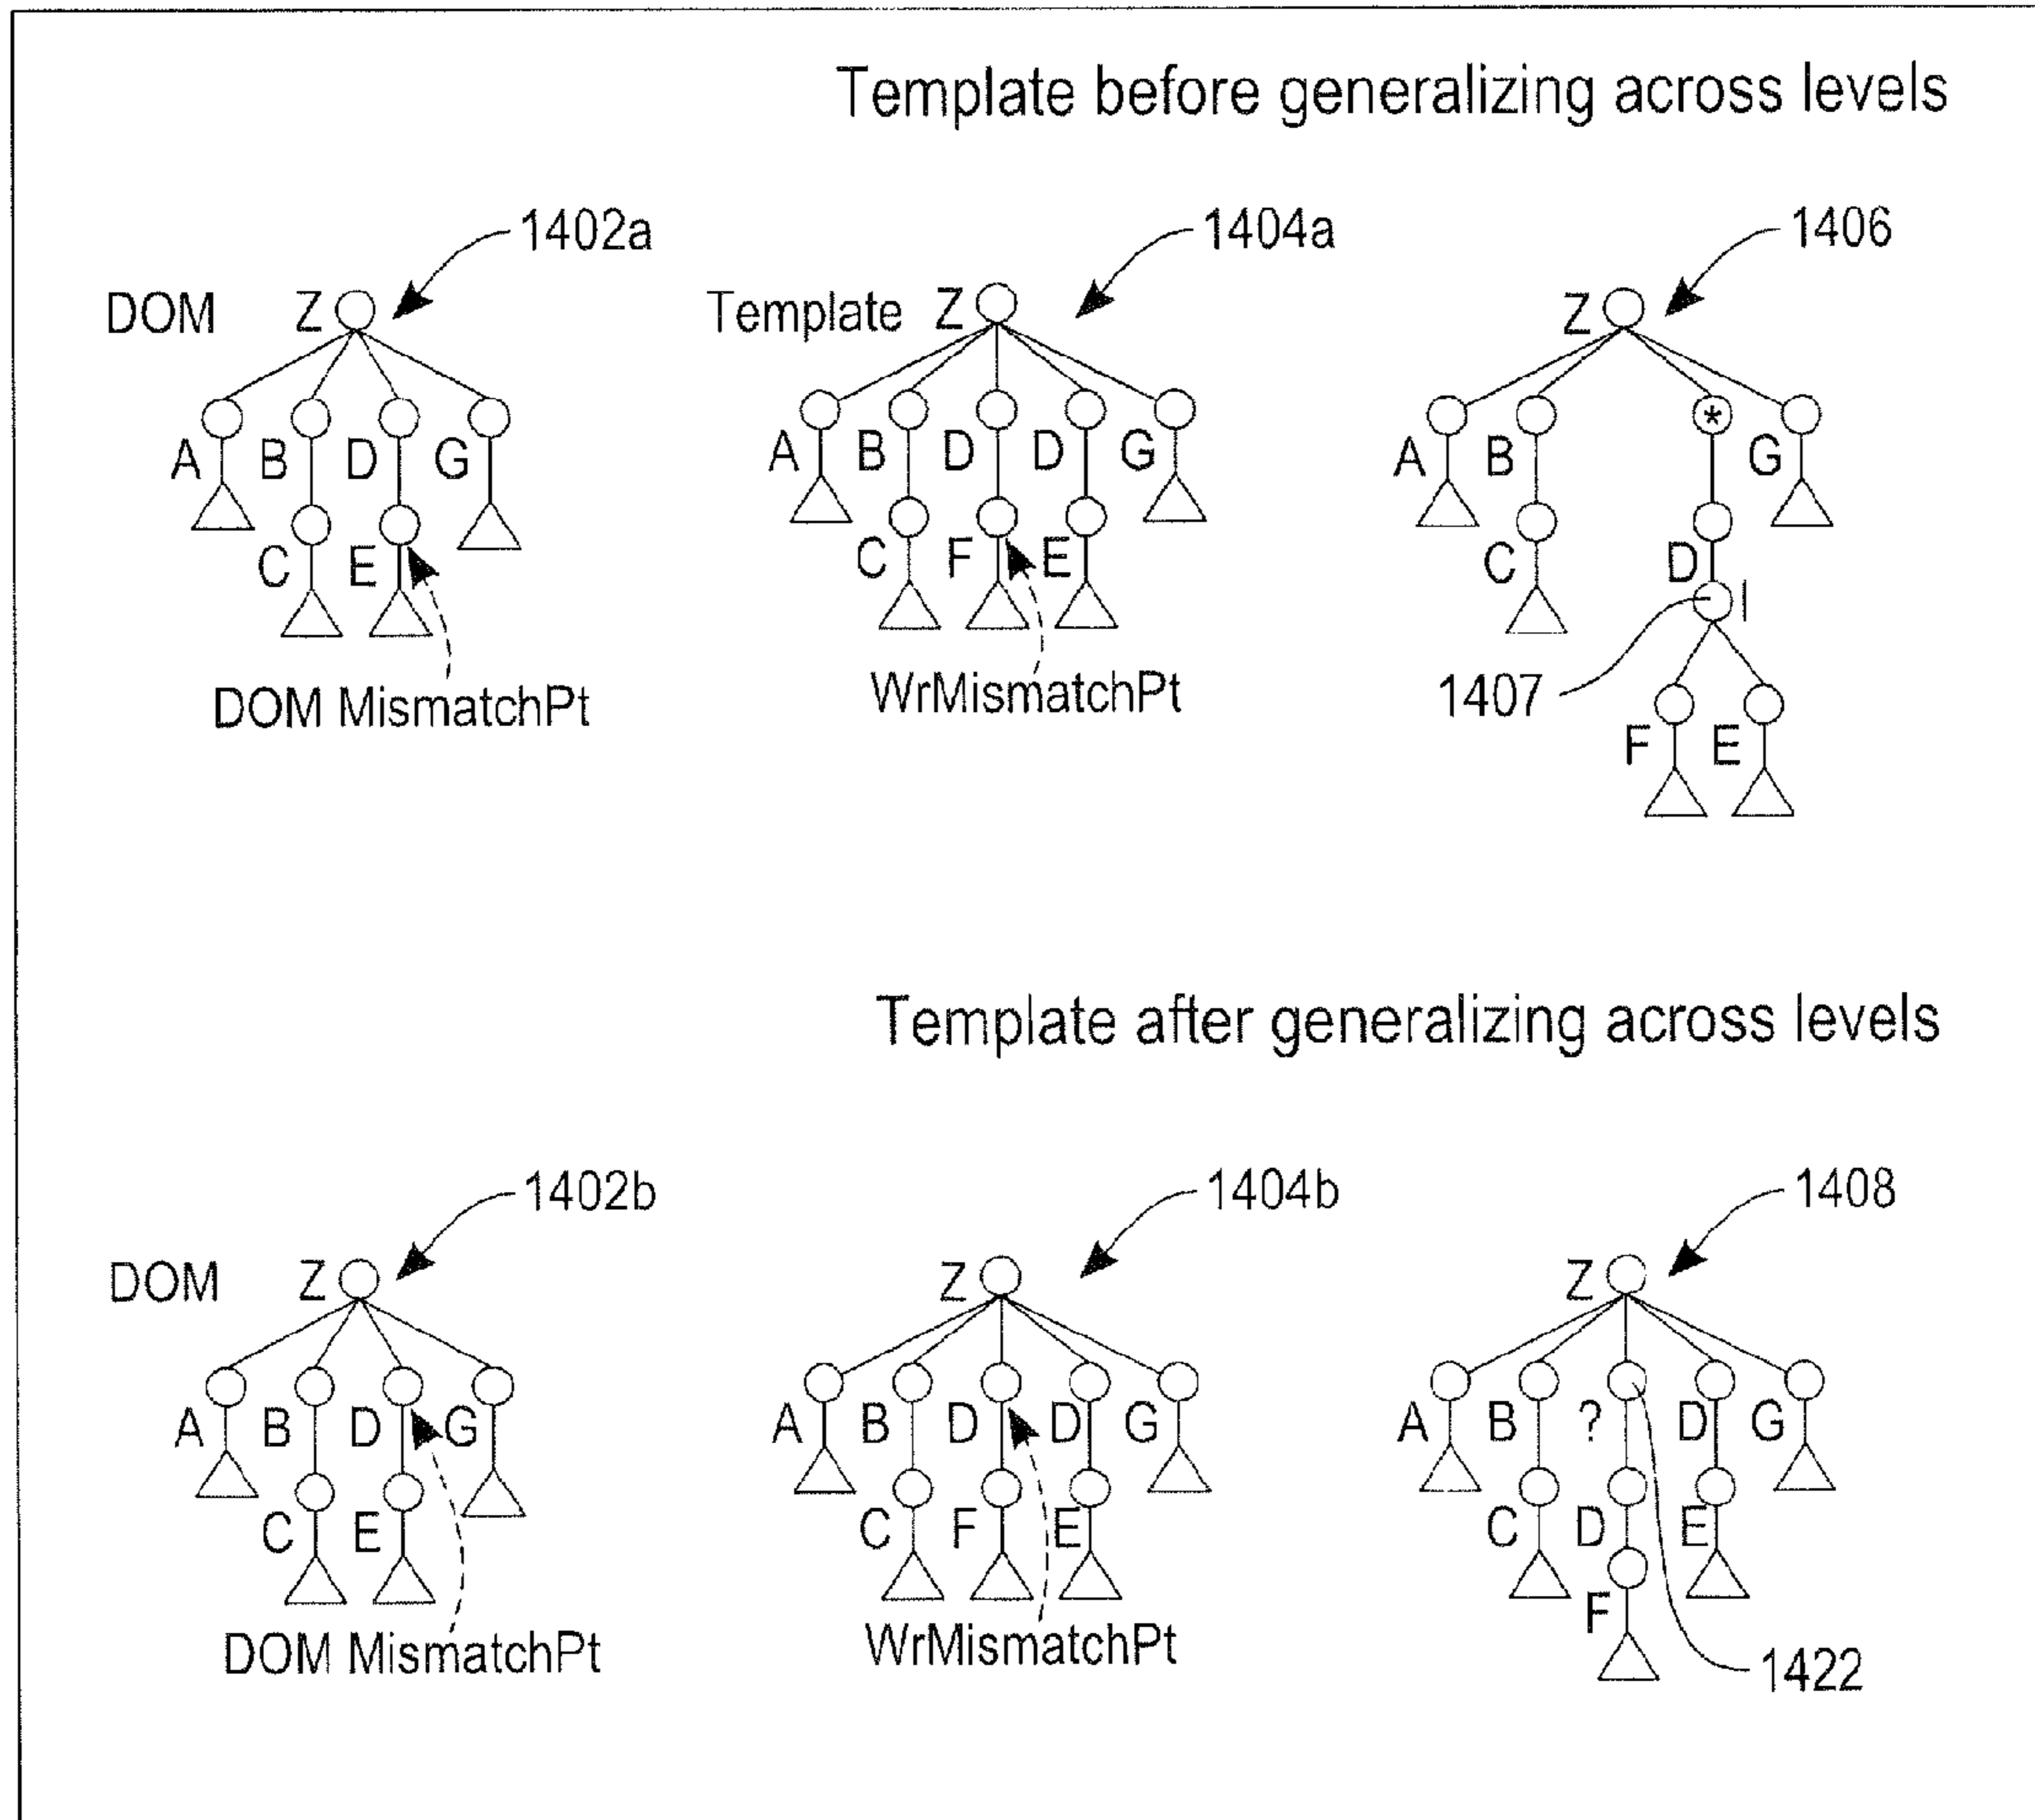 Template before generalizing across levels
1402a 1404a 1406
DOM Z Template Z Z
*
A B D G A B D D G A B G
C E C F E C D
I
DOM MismatchPt WrMismatchPt 1407
F E
Template after generalizing across levels
1402b 1404b 1408
DOM Z Z Z
A B D G A B D D G A B ? D G
C E C F E C D E
F
DOM MismatchPt WrMismatchPt 1422